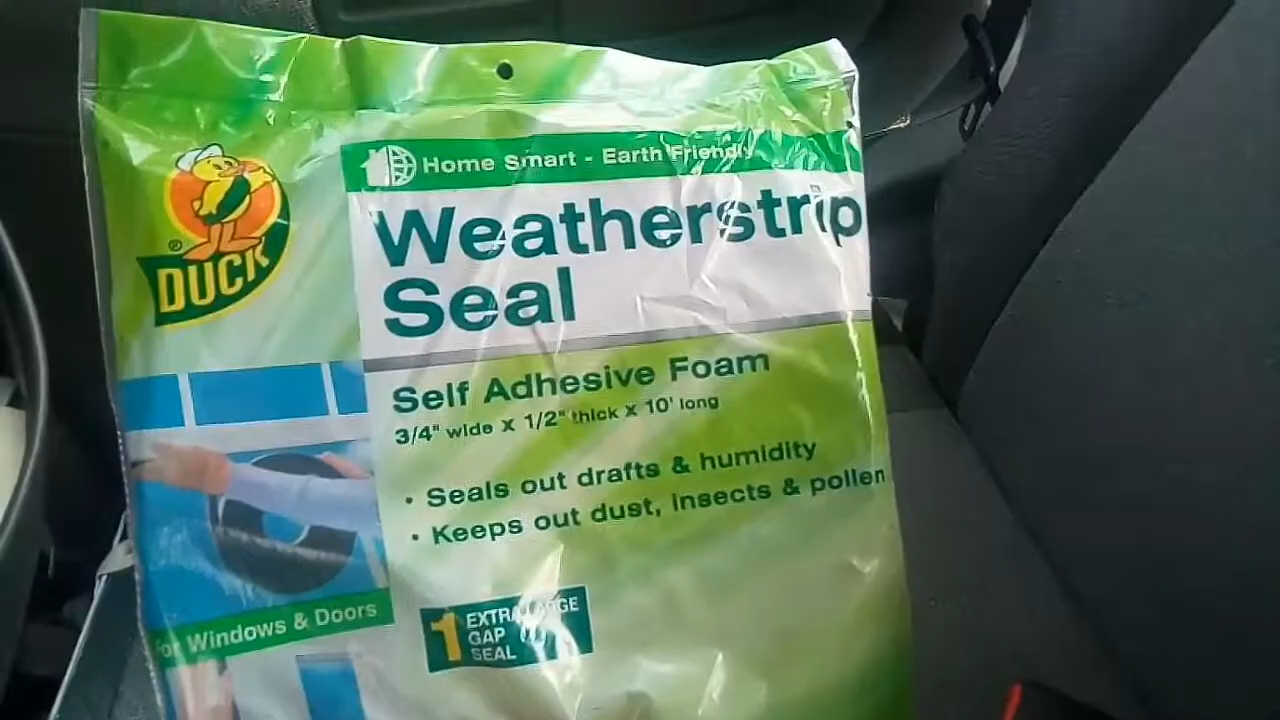 Home Smart - Earth Friendly
Weatherstrip
Seal
® DUCK
Self Adhesive Foam
3/4" wide X 1/2" thick X 10' long
• Seals out drafts & humidity
• Keeps out dust, insects & pollen
For Windows & Doors
1 EXTRA LARGE
GAP
SEAL